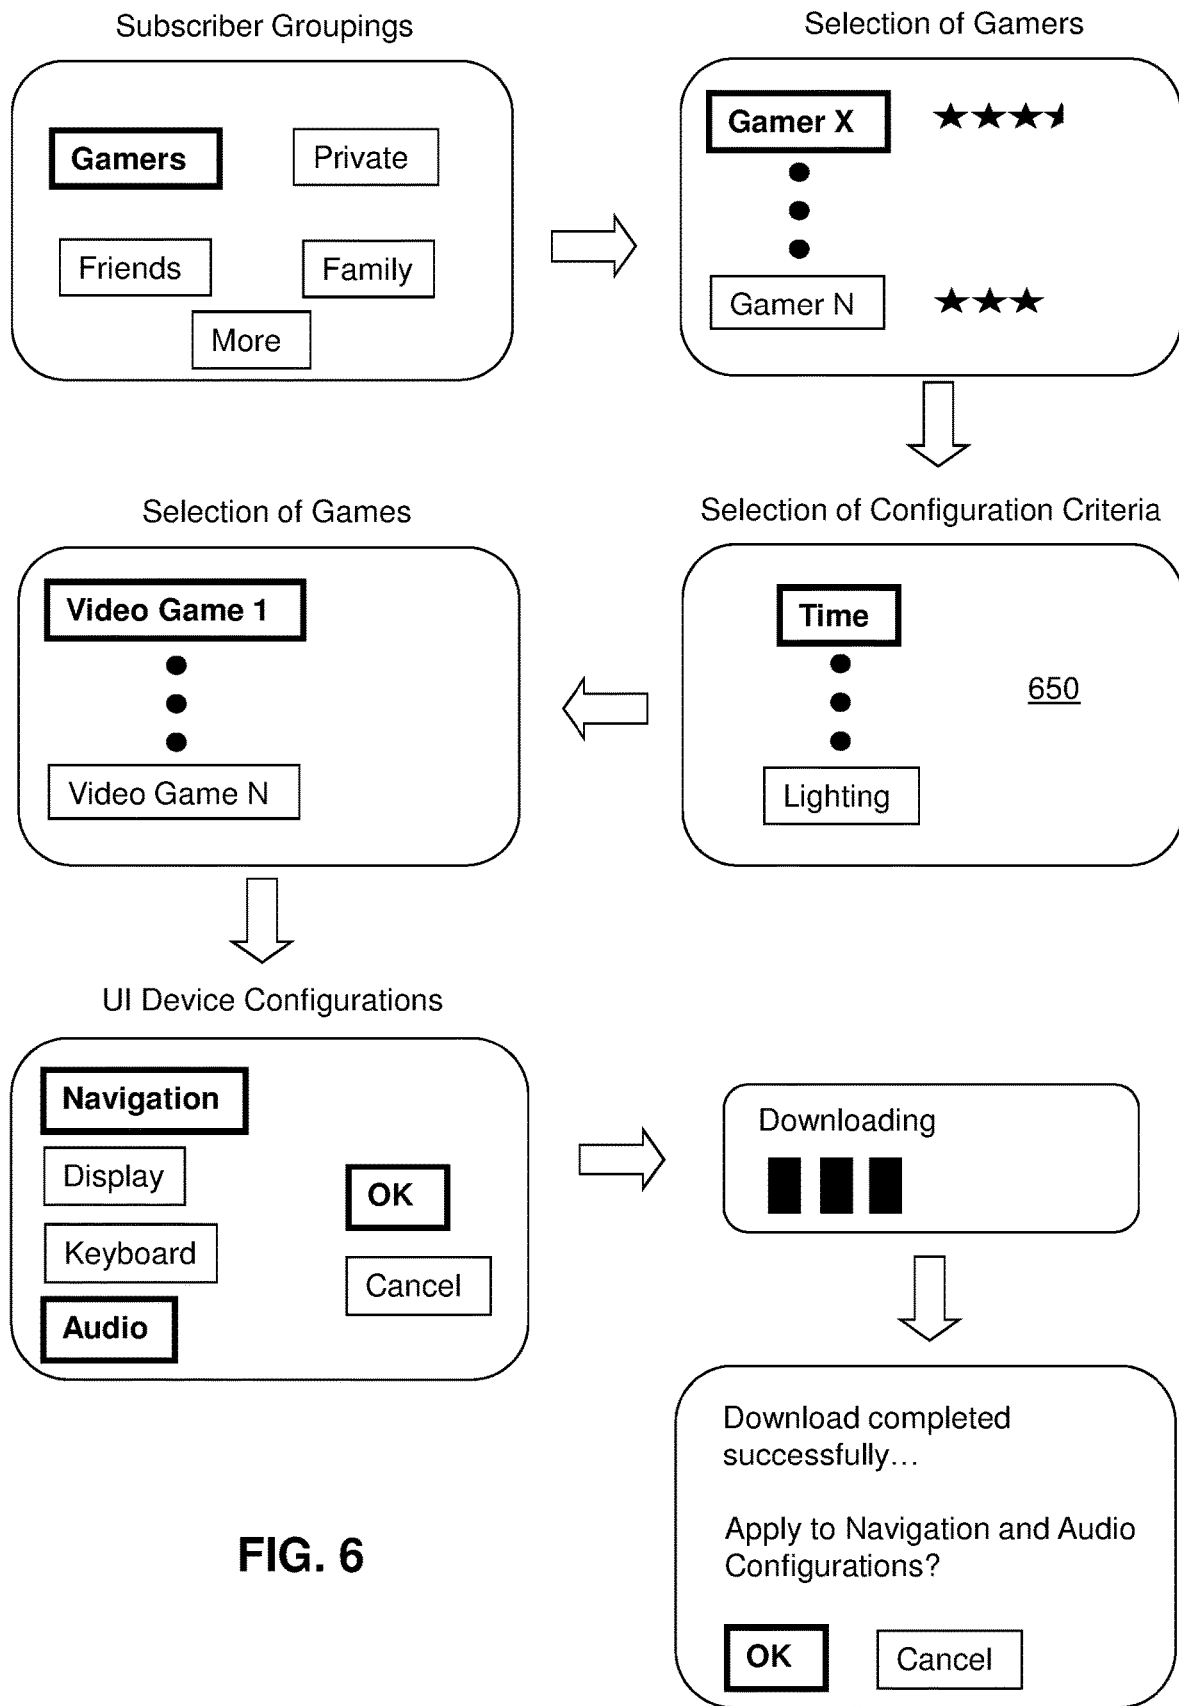 Subscriber Groupings
Gamers
Private
Friends
Family
More
Selection of Gamers
Gamer X
Gamer N
Selection of Configuration Criteria
Time
650
Lighting
Selection of Games
Video Game 1
Video Game N
UI Device Configurations
Navigation
Display
Keyboard
Audio
OK
Cancel
Downloading
Download completed
successfully…
Apply to Navigation and Audio
Configurations?
OK
Cancel
FIG. 6